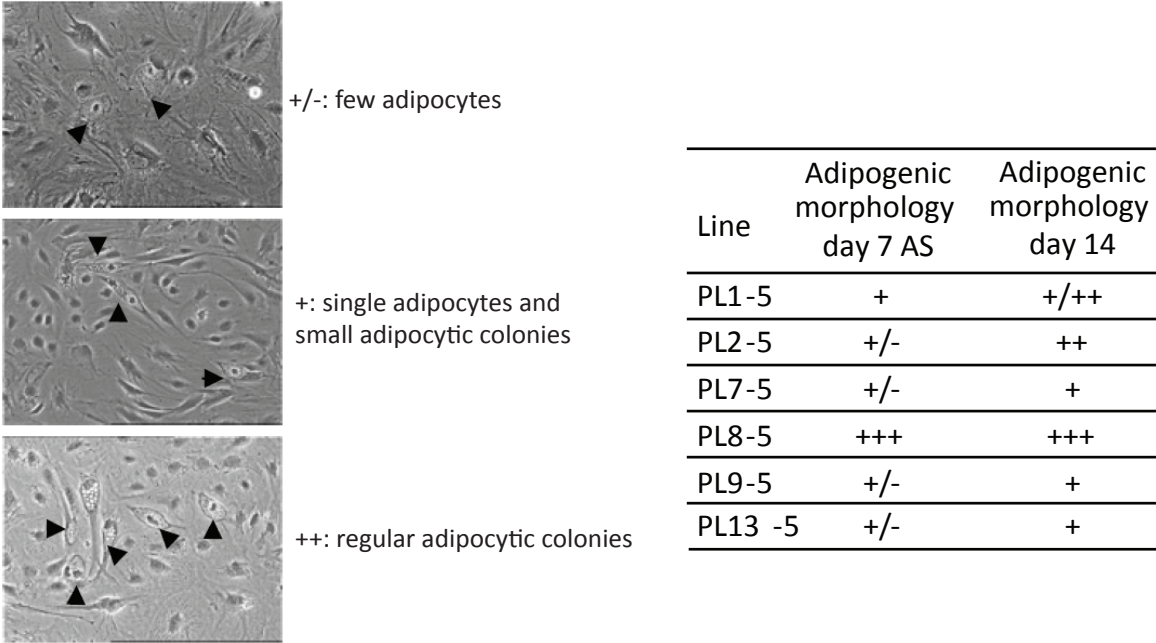 +/-: few adipocytes
+: single adipocytes and
small adipocytic colonies
++: regular adipocytic colonies
Line Adipogenic morphology day 7 AS Adipogenic morphology day 14
PL1-5 + +/++
PL2-5 +/- ++
PL7-5 +/- +
PL8-5 +++ +++
PL9-5 +/- +
PL13 -5 +/- +